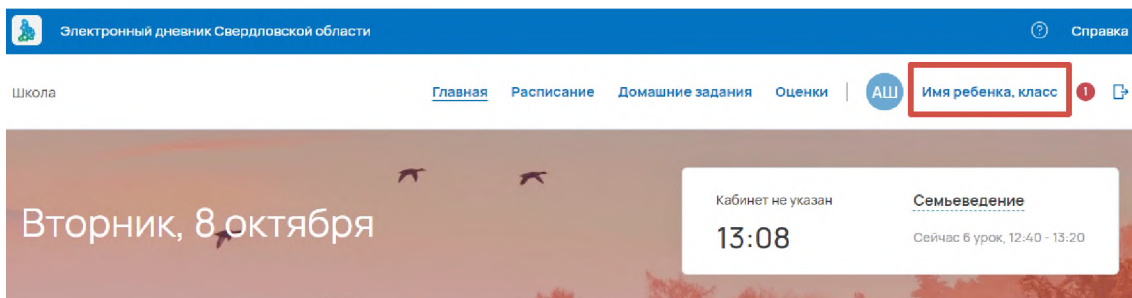 Электронный дневник Свердловской области
Справка
Школа
Главная Расписание Домашние задания Оценки АШ Имя ребенка, класс 1
Вторник, 8 октября
Кабинет не указан Семьеведение
13:08 Сейчас 6 урок, 12:40 - 13:20